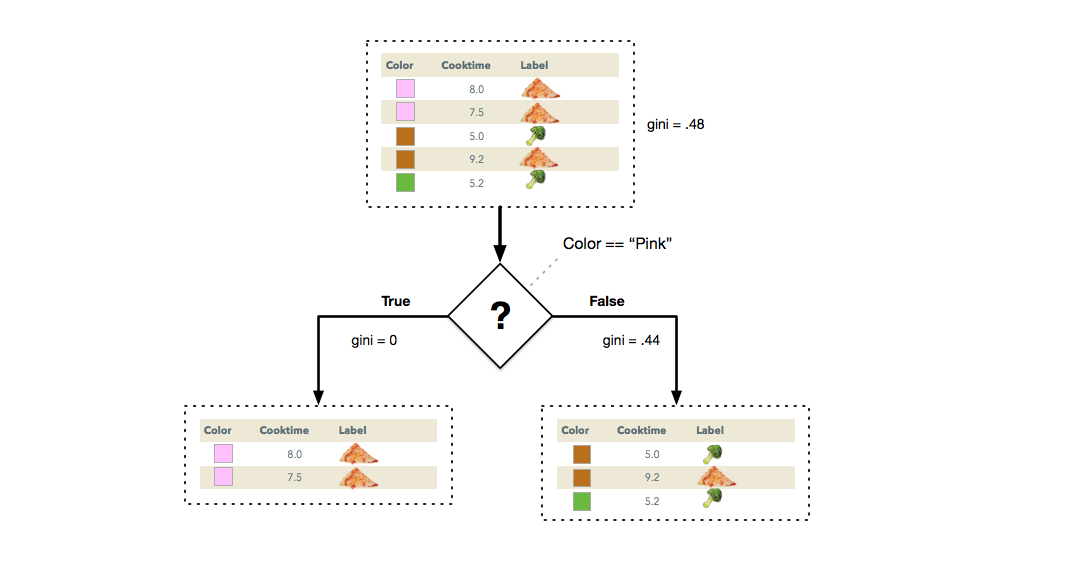 Color Cooktime Label
8.0
7.5
gini = .48
5.0
9.2
5.2
Color == “Pink”
True
False
?
gini = 0
gini = .44
Color Cooktime Label
8.0
7.5
Color Cooktime Label
5.0
9.2
5.2